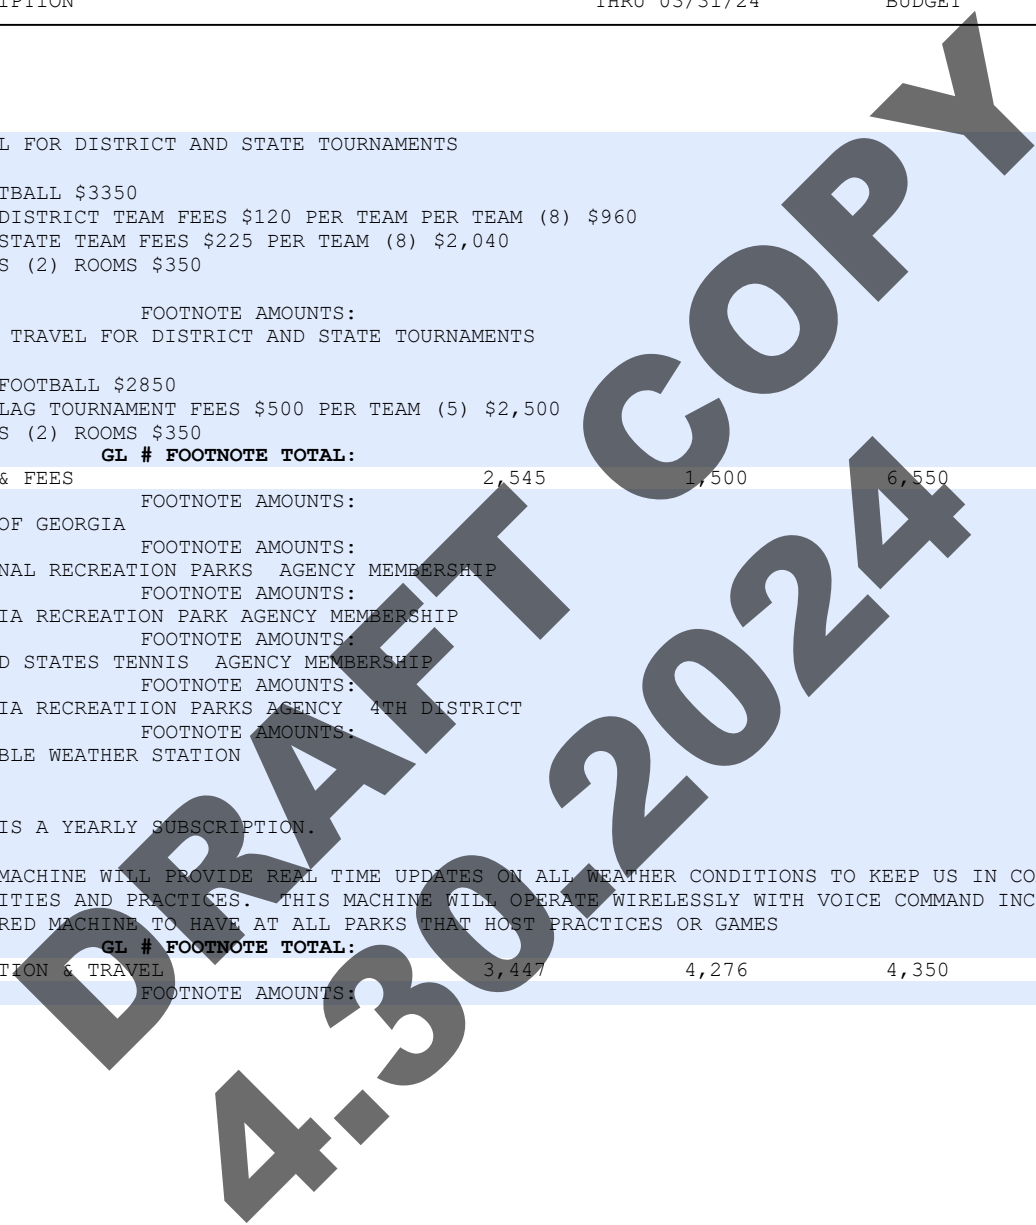 IPTION THRU 03/31/24 BUDGET
L FOR DISTRICT AND STATE TOURNAMENTS
TBALL $3350
DISTRICT TEAM FEES $120 PER TEAM PER TEAM (8) $960
STATE TEAM FEES $225 PER TEAM (8) $2,040
S (2) ROOMS $350
FOOTNOTE AMOUNTS:
TRAVEL FOR DISTRICT AND STATE TOURNAMENTS
FOOTBALL $2850
LAG TOURNAMENT FEES $500 PER TEAM (5) $2,500
S (2) ROOMS $350
GL # FOOTNOTE TOTAL:
& FEES 2,545 1,500 6,550
FOOTNOTE AMOUNTS:
OF GEORGIA
FOOTNOTE AMOUNTS:
NAL RECREATION PARKS  AGENCY MEMBERSHIP
FOOTNOTE AMOUNTS:
IA RECREATION PARK AGENCY MEMBERSHIP
FOOTNOTE AMOUNTS:
D STATES TENNIS  AGENCY MEMBERSHIP
FOOTNOTE AMOUNTS:
IA RECREATIION PARKS AGENCY  4TH DISTRICT
FOOTNOTE AMOUNTS:
BLE WEATHER STATION
IS A YEARLY SUBSCRIPTION.
MACHINE WILL PROVIDE REAL TIME UPDATES ON ALL WEATHER CONDITIONS TO KEEP US IN CO
ITIES AND PRACTICES.  THIS MACHINE WILL OPERATE WIRELESSLY WITH VOICE COMMAND INC
RED MACHINE TO HAVE AT ALL PARKS THAT HOST PRACTICES OR GAMES
GL # FOOTNOTE TOTAL:
TION & TRAVEL 3,447 4,276 4,350
FOOTNOTE AMOUNTS:
DRAFT COPY
4.30.2024